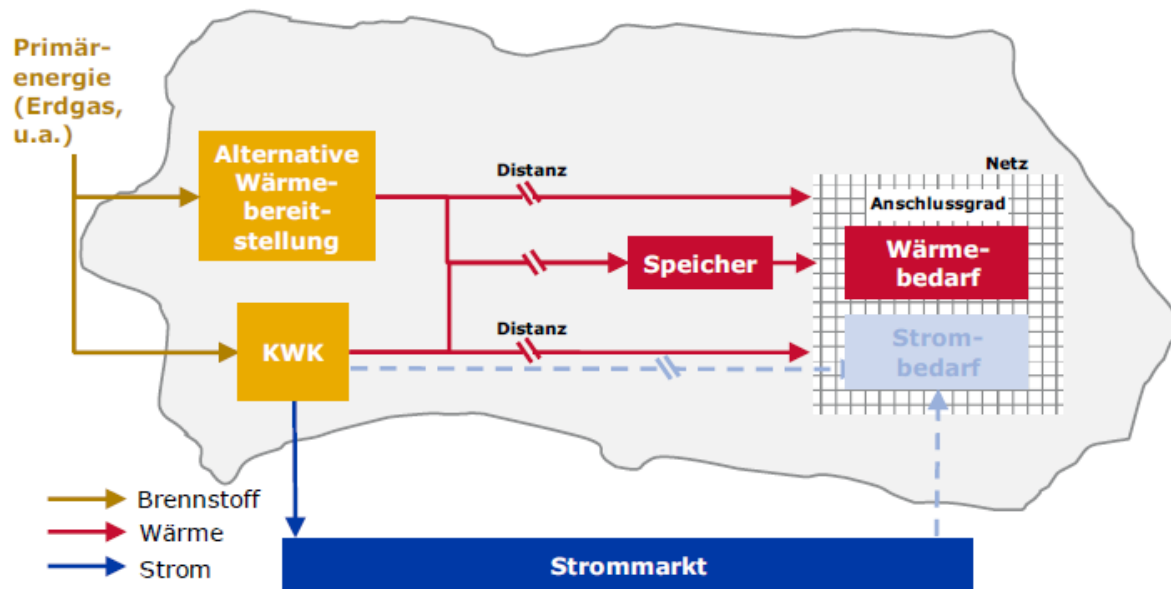 Primär-
energie
(Erdgas,
u.a.)
Alternative
Wärme-
bereit-
stellung
Distanz
Netz
Anschlussgrad
Speicher
Wärme-
bedarf
KWK
Distanz
Strom-
bedarf
Brennstoff
Wärme
Strom
Strommarkt